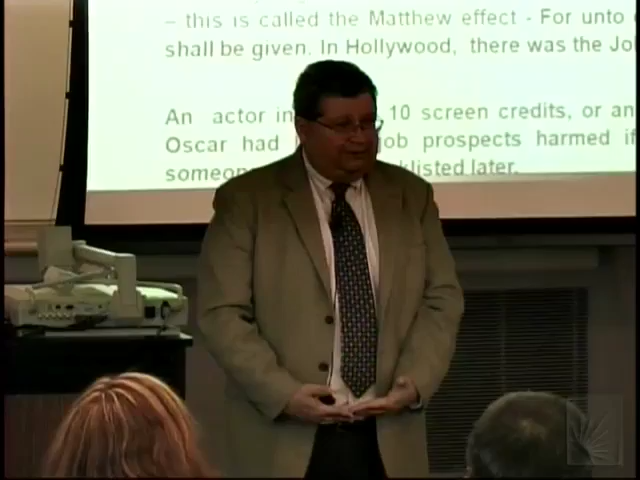 – this is called the Matthew effect - For unto
shall be given. In Hollywood, there was the
An actor in 10 screen credits, or an
Oscar had job prospects harmed if
listed later.